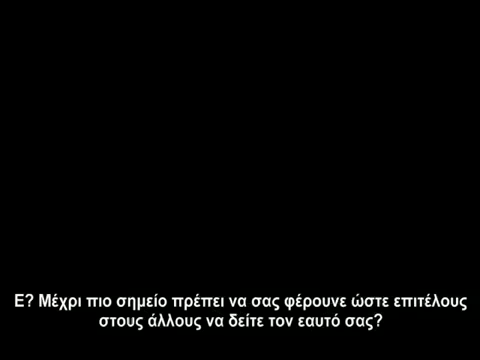 Ε? Μέχρι πιο σημείο πρέπει να σας φέρουνε ώστε επιτέλους
στους άλλους να δείτε τον εαυτό σας?